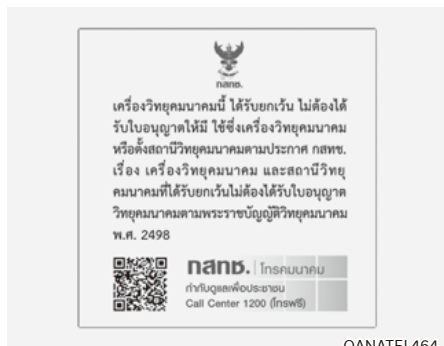 กสทช.
เครื่องวิทยุคมนาคมนี้ ได้รับยกเว้น ไม่ต้องได้
รับใบอนุญาตให้มี ใช้ซึ่งเครื่องวิทยุคมนาคม
หรือตั้งสถานีวิทยุคมนาคมตามประกาศ กสทช.
เรื่อง เครื่องวิทยุคมนาคม และสถานีวิทยุ
คมนาคมที่ได้รับยกเว้นไม่ต้องได้รับใบอนุญาต
วิทยุคมนาคมตามพระราชบัญญัติวิทยุคมนาคม
พ.ศ. 2498
กสทช. โทรคมนาคม
กำกับดูแลเพื่อประชาชน
Call Center 1200 (โทรฟรี)
OANATEL464